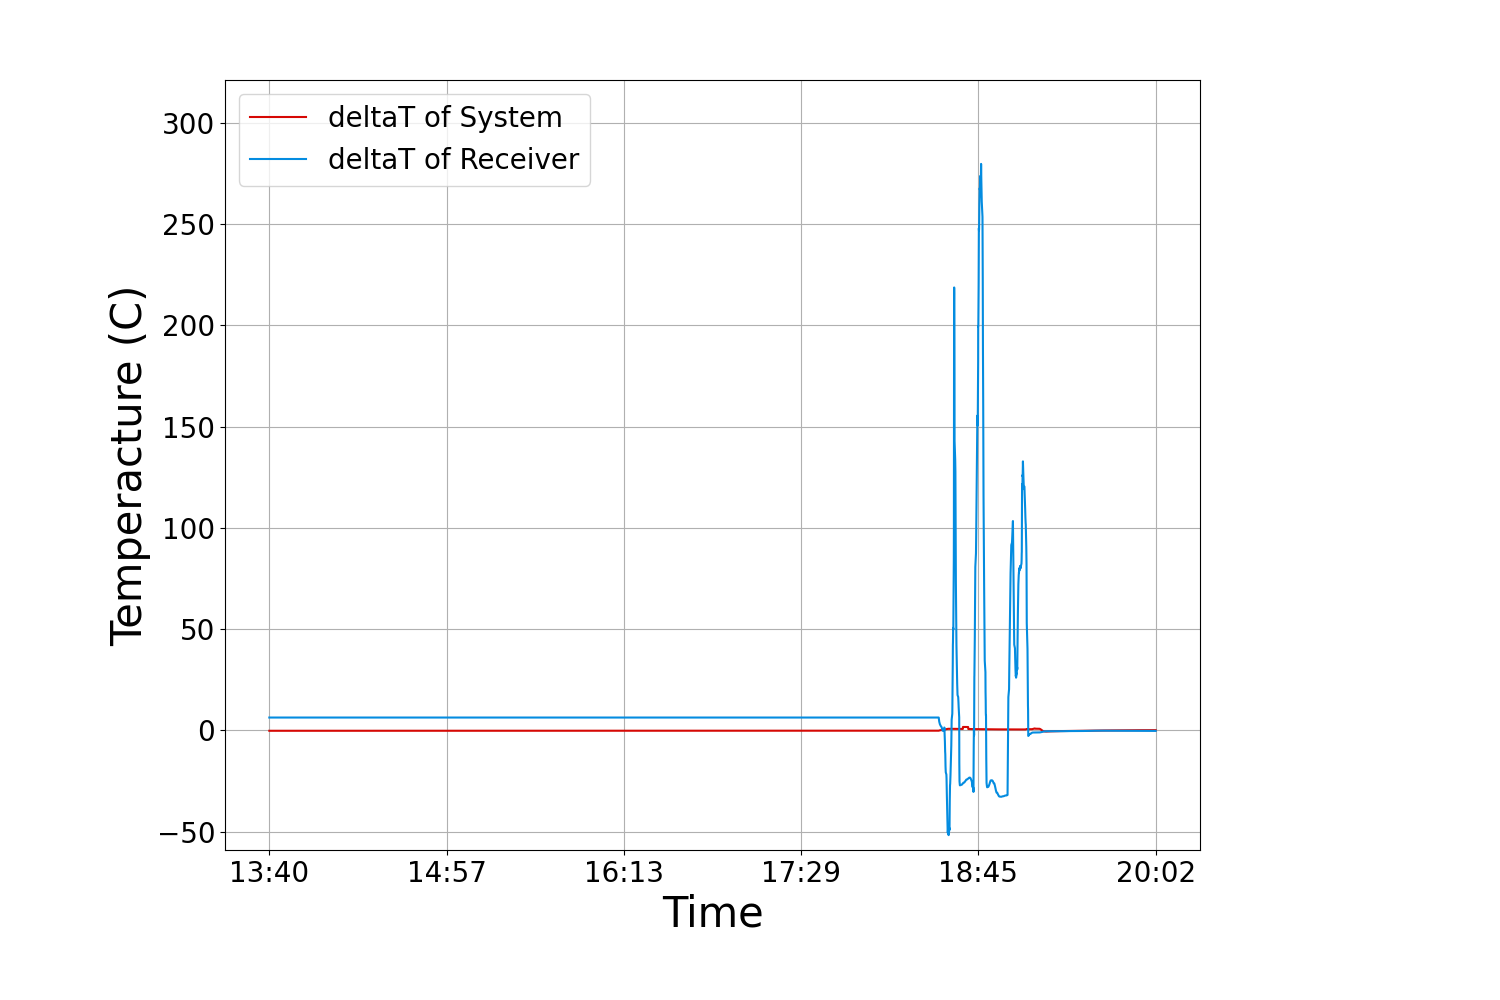 deltaT of System
deltaT of Receiver
Temperacture (C)
300
250
200
150
100
50
0
−50
13:40 14:57 16:13 17:29 18:45 20:02
Time